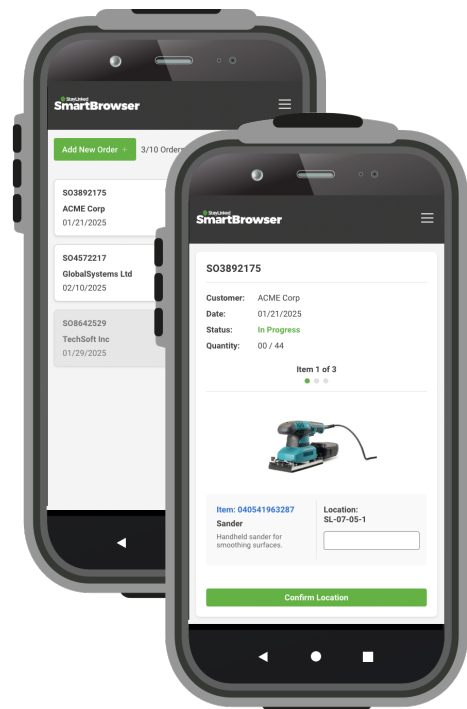 StayLinked
SmartBrowser
Add New Order +
3/10 Orders
SO3892175
ACME Corp
01/21/2025
SO4572217
GlobalSystems Ltd
02/10/2025
SO8642529
TechSoft Inc
01/29/2025
StayLinked
SmartBrowser
SO3892175
Customer: ACME Corp
Date: 01/21/2025
Status: In Progress
Quantity: 00 / 44
Item 1 of 3
Item: 040541963287
Sander
Handheld sander for
smoothing surfaces.
Location:
SL-07-05-1
Confirm Location